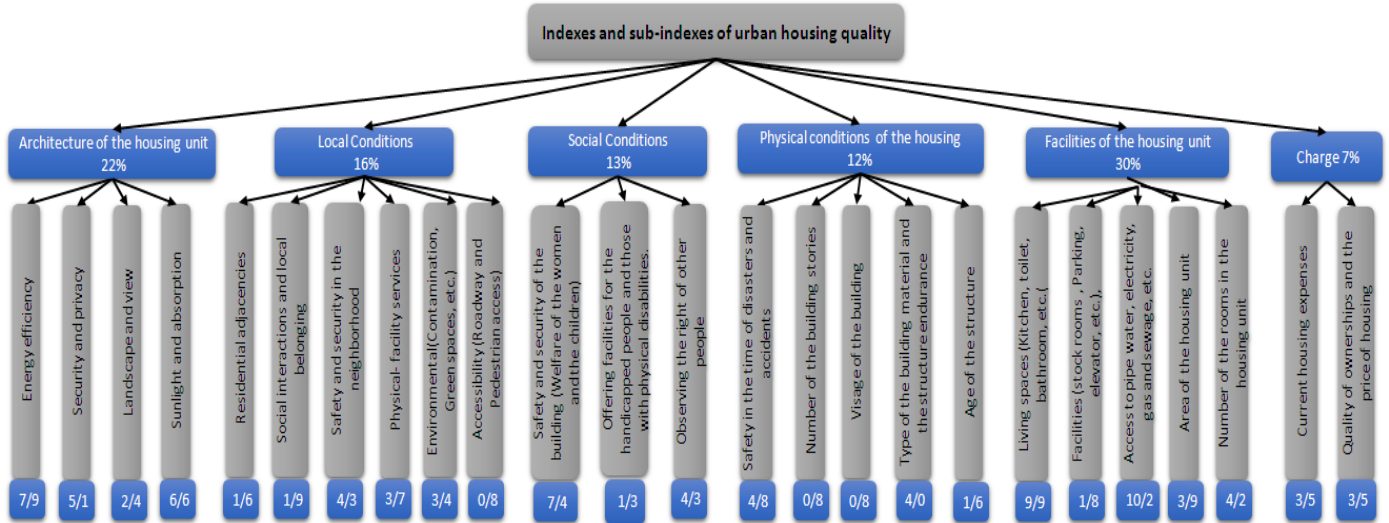 Indexes and sub-indexes of urban housing quality
Architecture of the housing unit
22%
Local Conditions
16%
Social Conditions
13%
Physical conditions of the housing
12%
Facilities of the housing unit
30%
Charge 7%
Energy efficiency
Security and privacy
Landscape and view
Sunlight and absorption
Residential adjacencies
Social interactions and local
belonging
Safety and security in the
neighborhood
Physical- facility services
Environmental(Contamination,
Green spaces, etc.)
Accessibility (Roadway and
Pedestrian access)
Safety and security of the
building (Welfare of the women
and the children)
Offering facilities for the
handicapped people and those
with physical disabilities.
Observing the right of other
people
Safety in the time of disasters and
accidents
Number of the building stories
Visage of the building
Type of the building material and
the structure endurance
Age of the structure
Living spaces (Kitchen, toilet,
bathroom, etc.(
Facilities (stock rooms , Parking,
elevator, etc.),
Access to pipe water, electricity,
gas and sewage, etc.
Area of the housing unit
Number of the rooms in the
housing unit
Current housing expenses
Quality of ownerships and the
price of housing
7/9
5/1
2/4
6/6
1/6
1/9
4/3
3/7
3/4
0/8
7/4
1/3
4/3
4/8
0/8
0/8
4/0
1/6
9/9
1/8
10/2
3/9
4/2
3/5
3/5